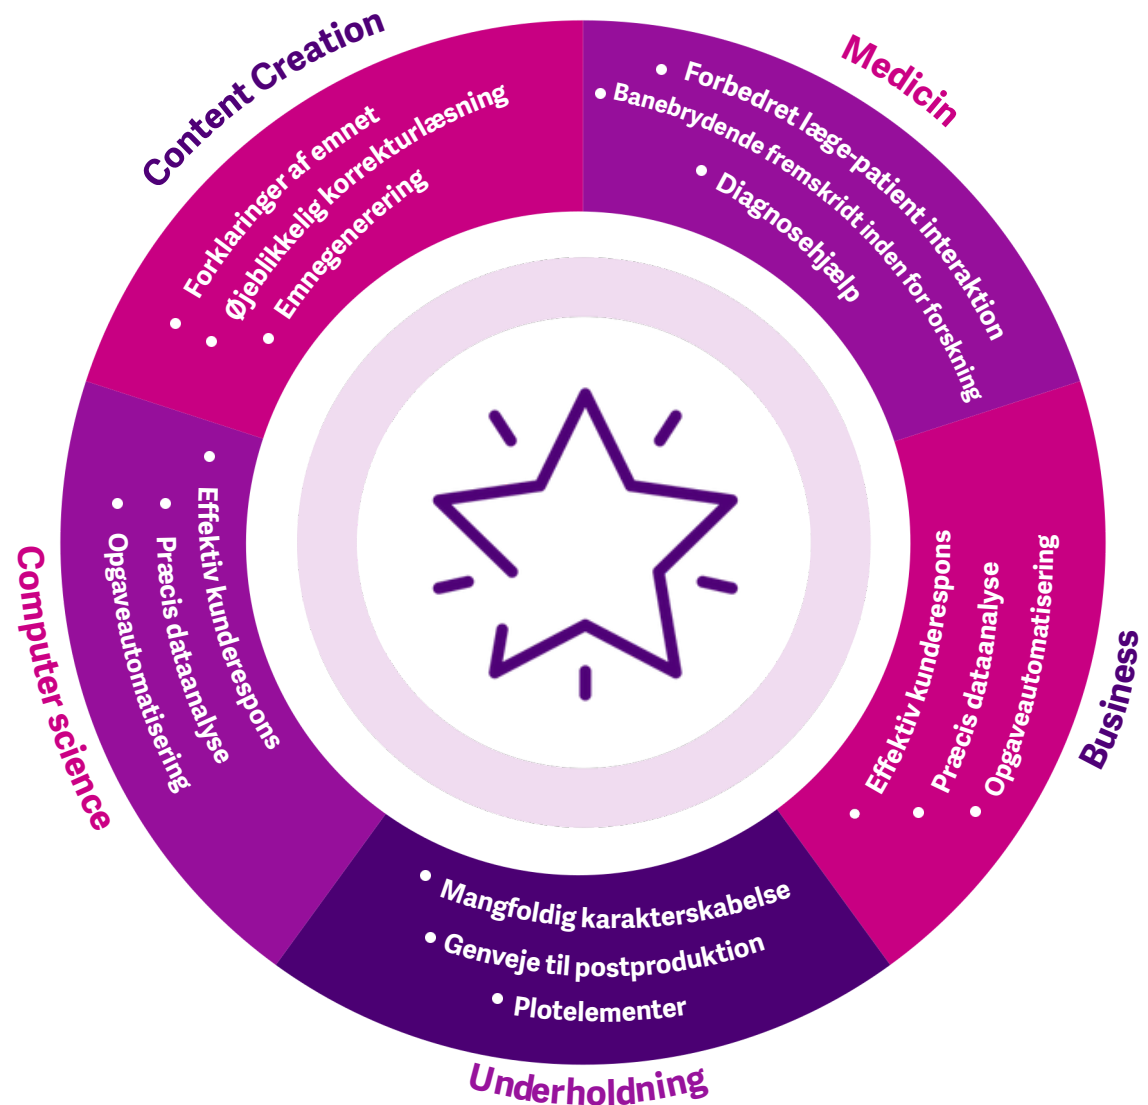 Content Creation
Forklaringer af emnet
Øjeblikkelig korrekturlæsning
Emnegenerering
Medicin
Forbedret læge-patient interaktion
Banebrydende fremskridt inden for forskning
Diagnosehjælp
Business
Effektiv kunderespons
Præcis dataanalyse
Opgaveautomatisering
Underholdning
Mangfoldig karakterskabelse
Genveje til postproduktion
Plotelementer
Computer science
Effektiv kunderespons
Præcis dataanalyse
Opgaveautomatisering